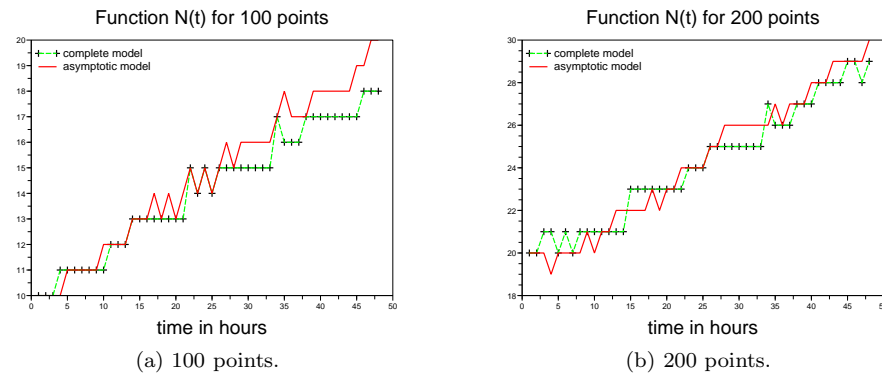 Function N(t) for 100 points
20
19
18
17
16
15
14
13
12
11
10
complete model
asymptotic model
0 5 10 15 20 25 30 35 40 45 50
time in hours
(a) 100 points.
Function N(t) for 200 points
30
28
26
24
22
20
18
complete model
asymptotic model
0 5 10 15 20 25 30 35 40 45 50
time in hours
(b) 200 points.